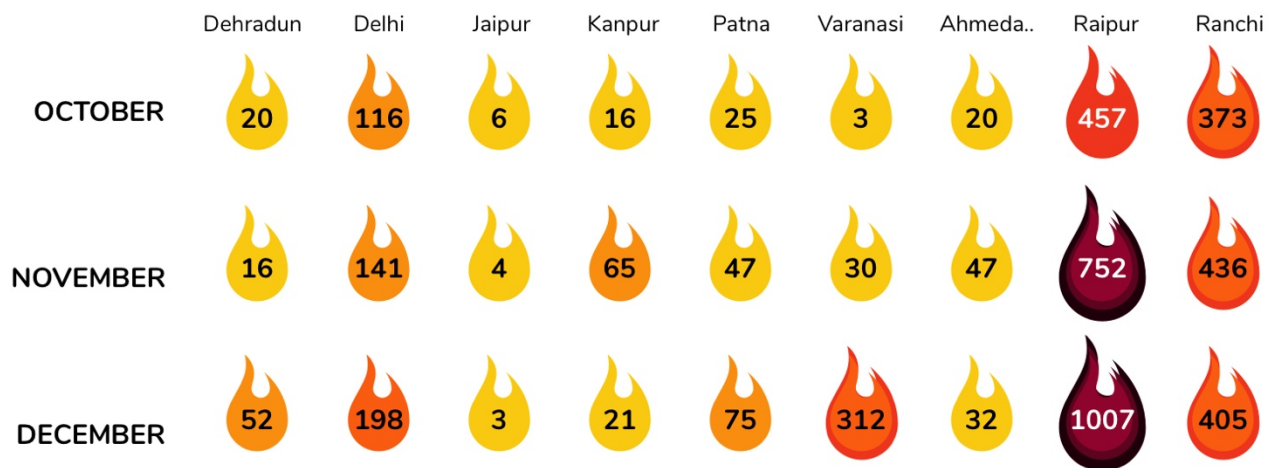 Dehradun Delhi Jaipur Kanpur Patna Varanasi Ahmeda.. Raipur Ranchi
OCTOBER 20 116 6 16 25 3 20 457 373
NOVEMBER 16 141 4 65 47 30 47 752 436
DECEMBER 52 198 3 21 75 312 32 1007 405